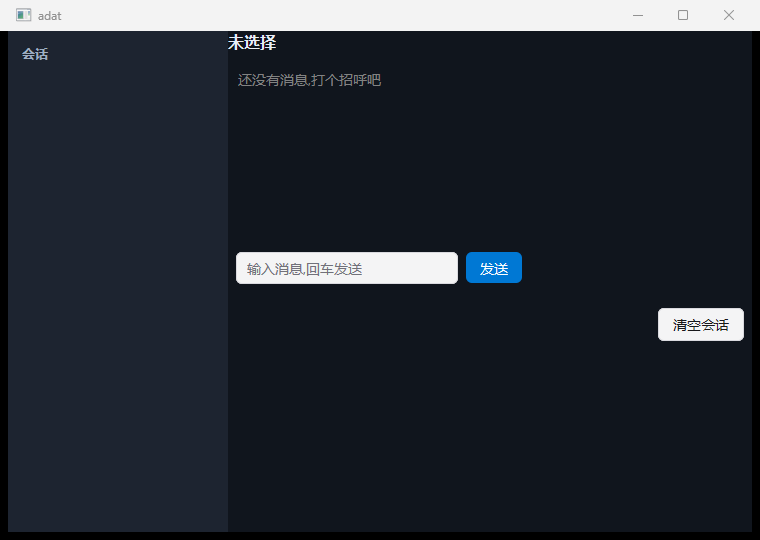 adat
会话
未选择
还没有消息,打个招呼吧
输入消息,回车发送
发送
清空会话